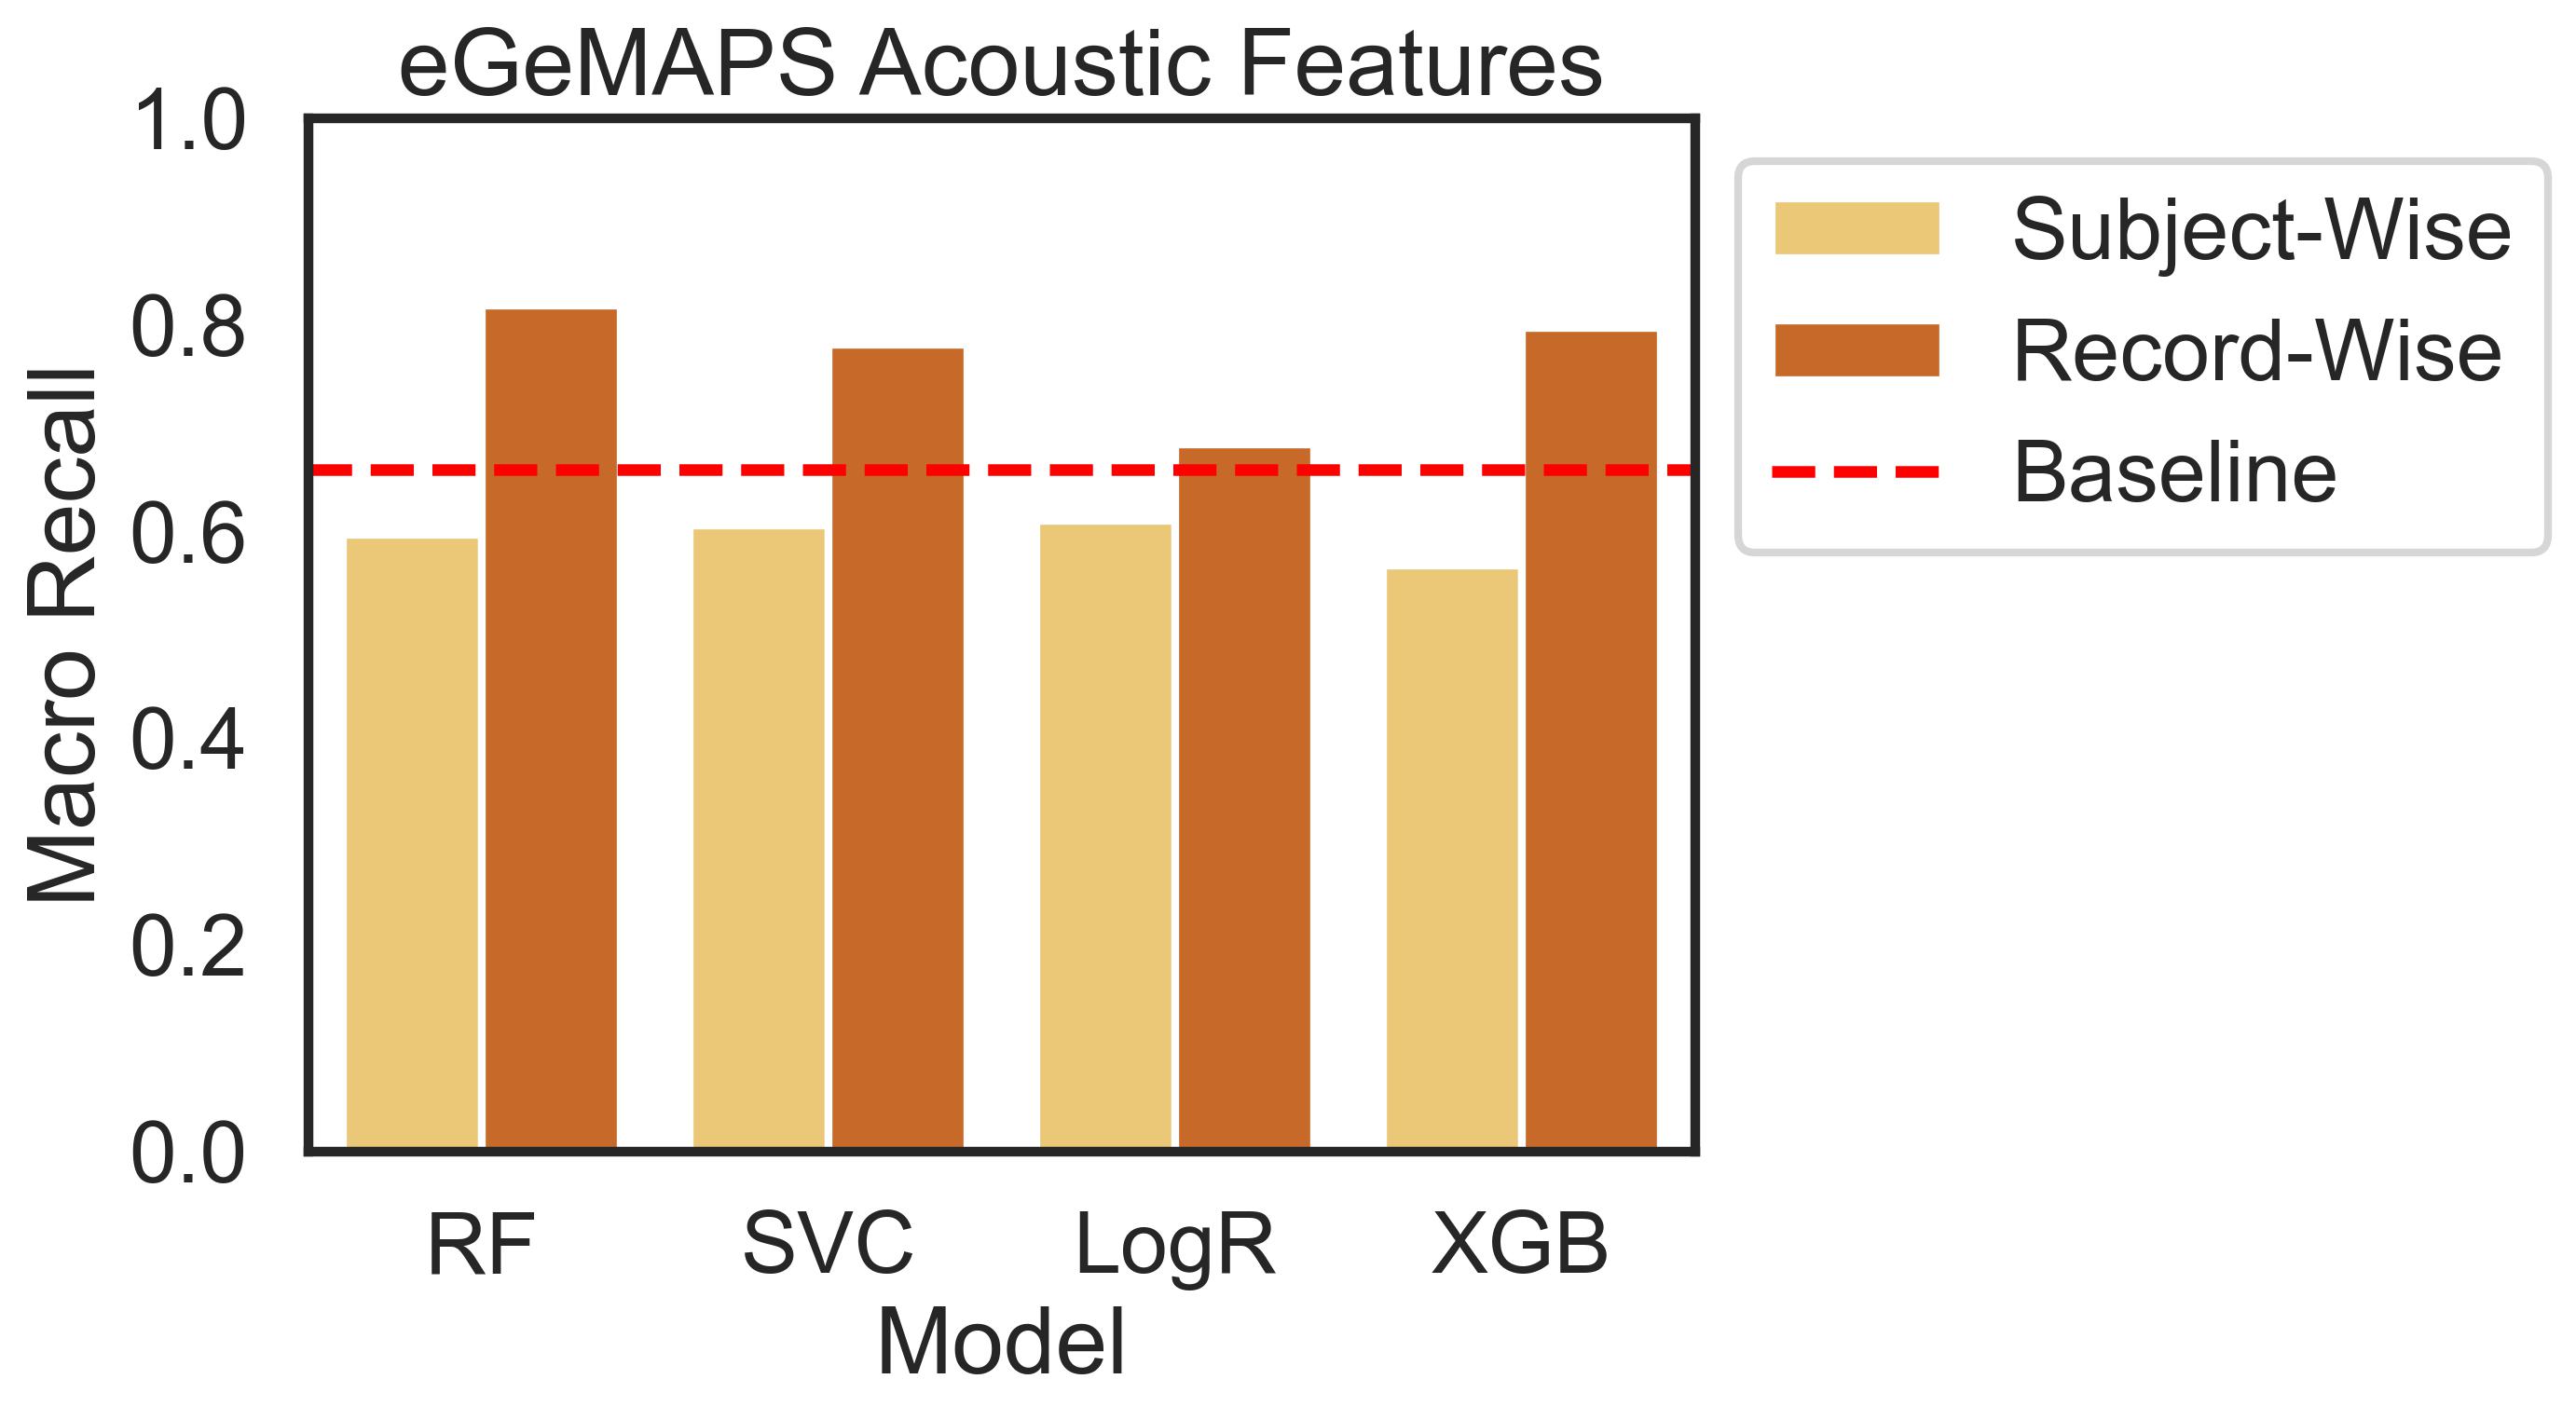 eGeMAPS Acoustic Features
1.0
0.8
0.6
0.4
0.2
0.0
Macro Recall
RF SVC LogR XGB
Model
Subject-Wise
Record-Wise
Baseline